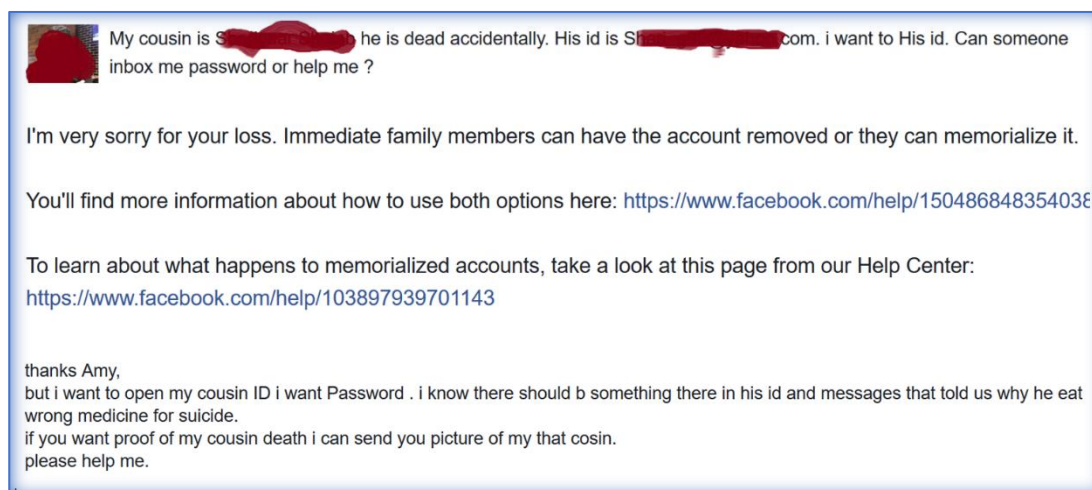 My cousin is he is dead accidentally. His id is com. i want to His id. Can someone
inbox me password or help me ?
I'm very sorry for your loss. Immediate family members can have the account removed or they can memorialize it.
You'll find more information about how to use both options here: https://www.facebook.com/help/150486848354038
To learn about what happens to memorialized accounts, take a look at this page from our Help Center:
https://www.facebook.com/help/103897939701143
thanks Amy,
but i want to open my cousin ID i want Password . i know there should b something there in his id and messages that told us why he eat
wrong medicine for suicide.
if you want proof of my cousin death i can send you picture of my that cosin.
please help me.